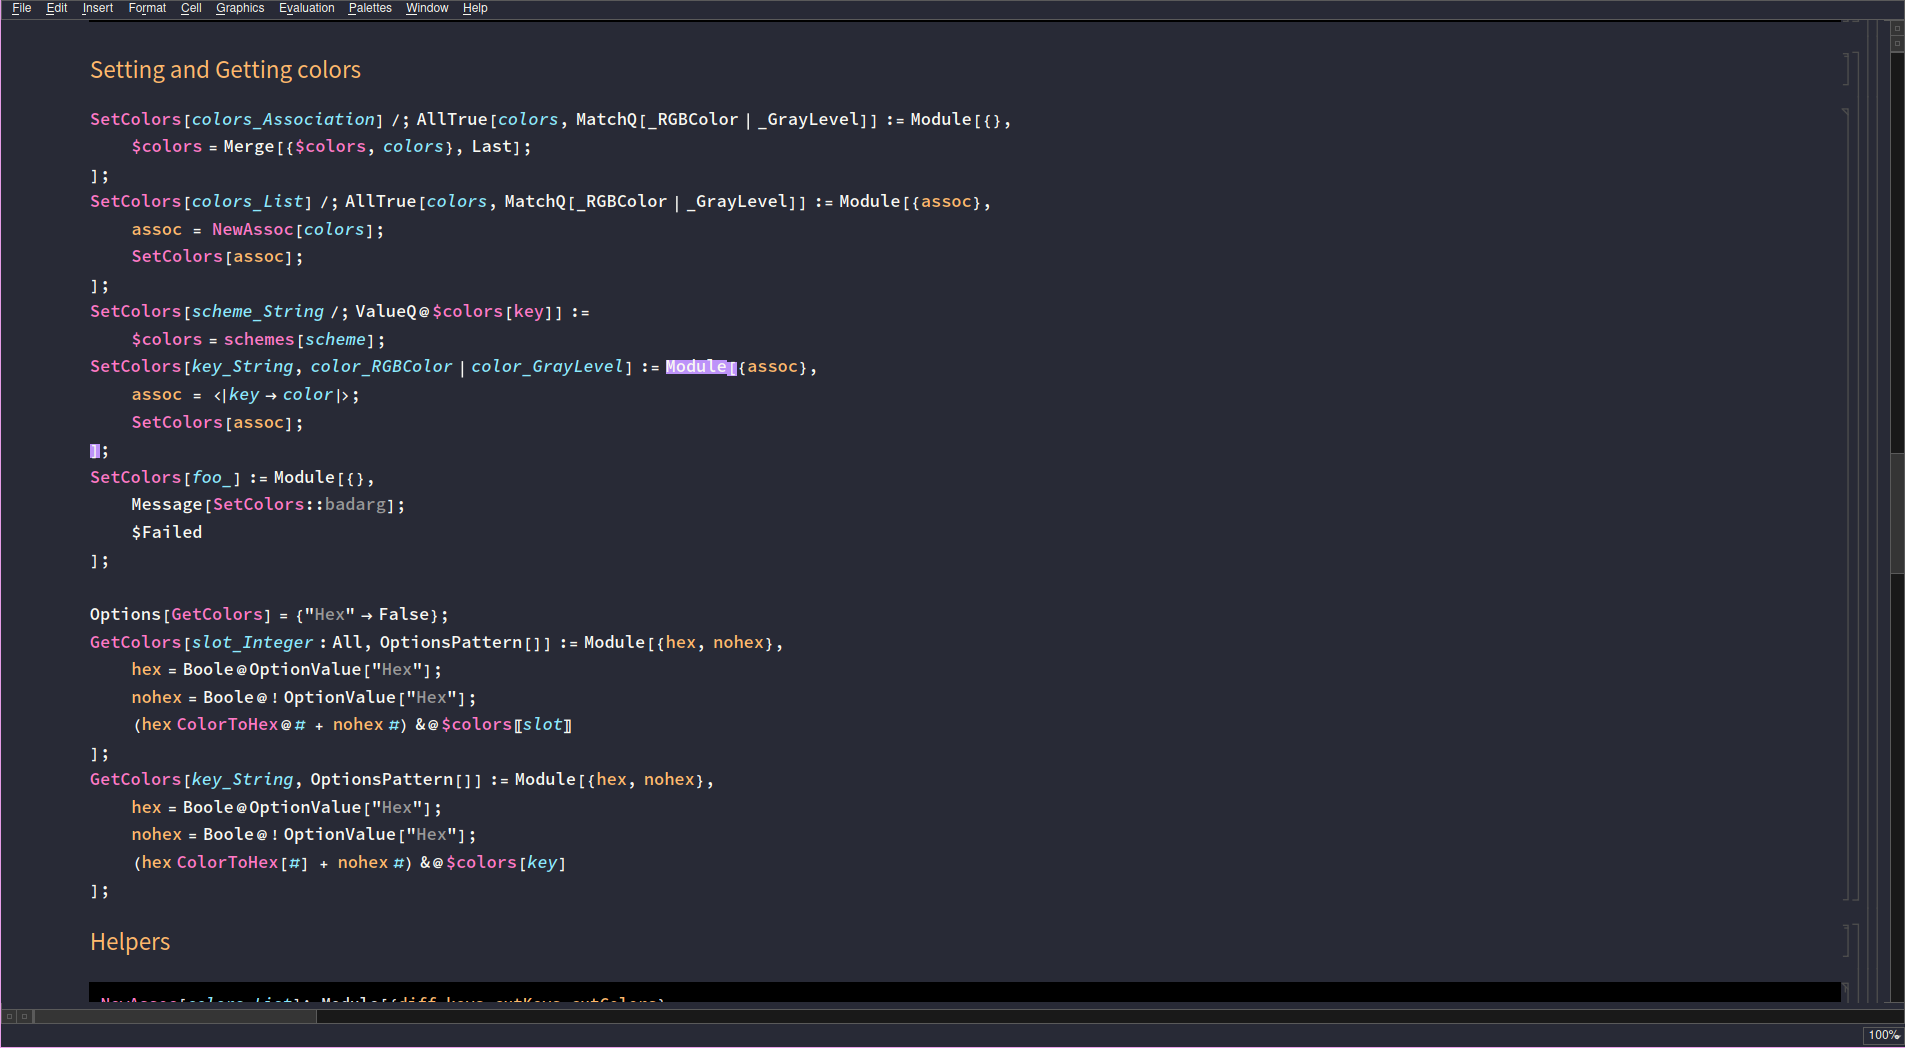 File Edit Insert Format Cell Graphics Evaluation Palettes Window Help
Setting and Getting colors
SetColors[colors_Association] /; AllTrue[colors, MatchQ[_RGBColor | _GrayLevel]] := Module[{},
$colors = Merge[{$colors, colors}, Last];
];
SetColors[colors_List] /; AllTrue[colors, MatchQ[_RGBColor | _GrayLevel]] := Module[{assoc},
assoc = NewAssoc[colors];
SetColors[assoc];
];
SetColors[scheme_String /; ValueQ@$colors[key]] :=
$colors = schemes[scheme];
SetColors[key_String, color_RGBColor | color_GrayLevel] := Module[{assoc},
assoc = <|key → color|>;
SetColors[assoc];
];
SetColors[foo_] := Module[{},
Message[SetColors::badarg];
$Failed
];
Options[GetColors] = {"Hex" → False};
GetColors[slot_Integer : All, OptionsPattern[]] := Module[{hex, nohex},
hex = Boole@OptionValue["Hex"];
nohex = Boole@!OptionValue["Hex"];
(hex ColorToHex@# + nohex #) &@$colors〚slot〛
];
GetColors[key_String, OptionsPattern[]] := Module[{hex, nohex},
hex = Boole@OptionValue["Hex"];
nohex = Boole@!OptionValue["Hex"];
(hex ColorToHex[#] + nohex #) &@$colors[key]
];
Helpers
100%